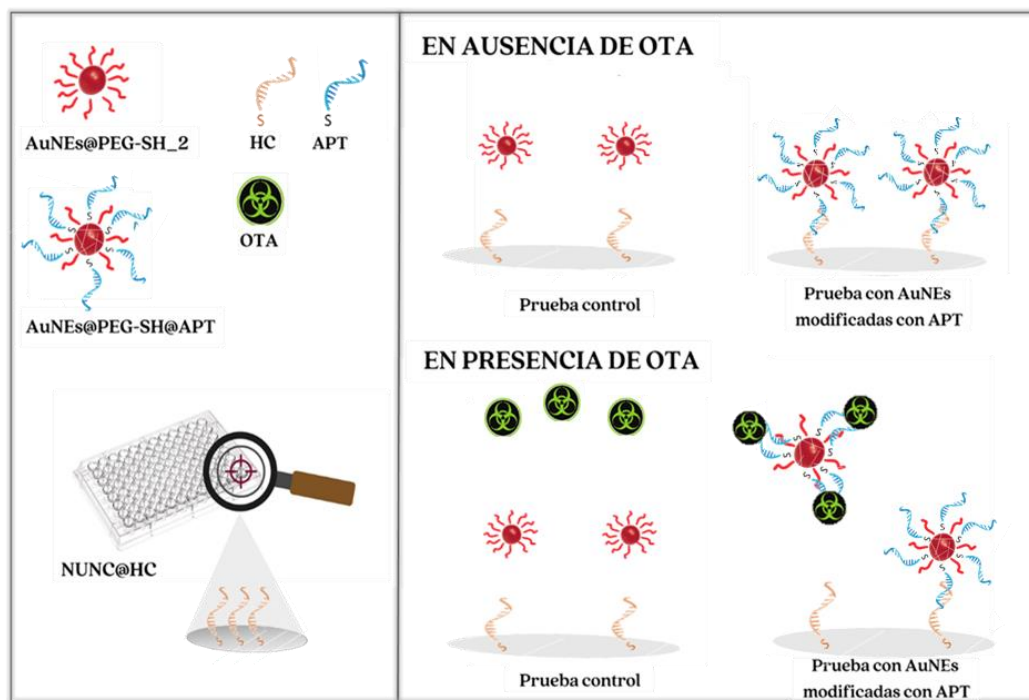 AuNEs@PEG-SH_2
S
HC
S
APT
S
S
S
S
S
S
AuNEs@PEG-SH@APT
OTA
NUNC@HC
EN AUSENCIA DE OTA
S
S
Prueba control
S
S
Prueba con AuNEs
modificadas con APT
EN PRESENCIA DE OTA
S
S
Prueba control
S
S
Prueba con AuNEs
modificadas con APT